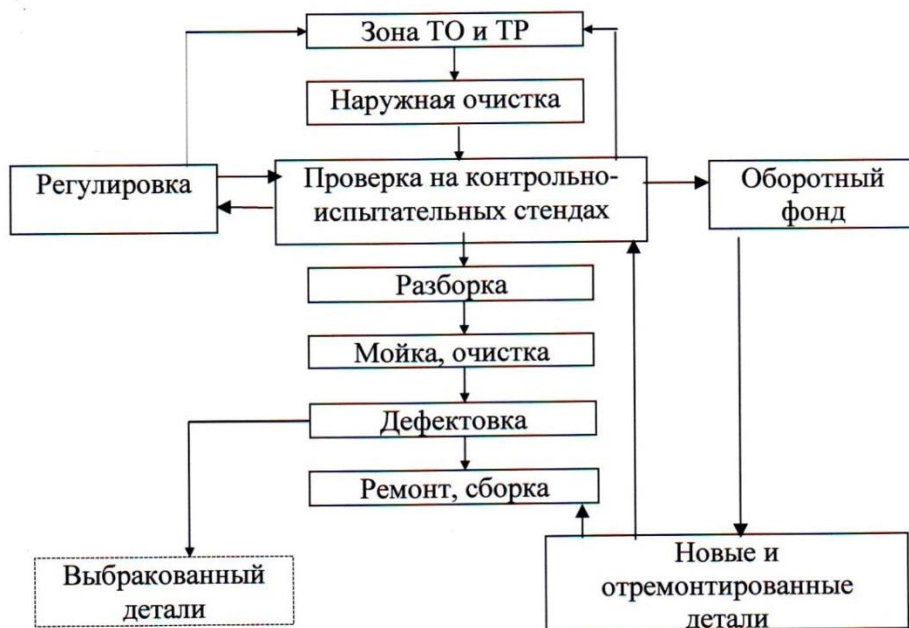 Зона ТО и ТР
Наружная очистка
Регулировка
Проверка на контрольно-
испытательных стендах
Оборотный
фонд
Разборка
Мойка, очистка
Дефектовка
Ремонт, сборка
Выбракованный
детали
Новые и
отремонтированные
детали